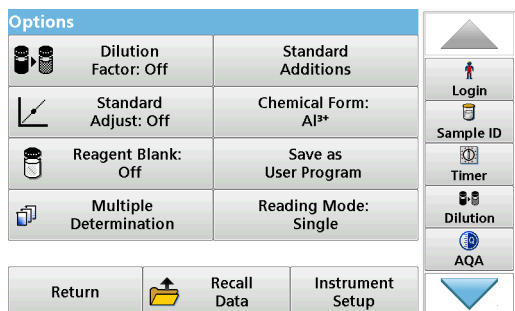 Options
Dilution
Factor: Off
Standard
Additions
Standard
Adjust: Off
Chemical Form:
Al³⁺
Reagent Blank:
Off
Save as
User Program
Multiple
Determination
Reading Mode:
Single
Return
Recall
Data
Instrument
Setup
Login
Sample ID
Timer
Dilution
AQA